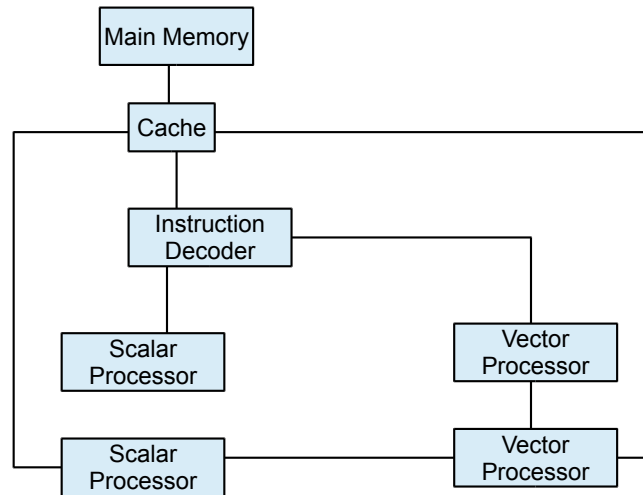 Main Memory
Cache
Instruction
Decoder
Scalar
Processor
Vector
Processor
Scalar
Processor
Vector
Processor